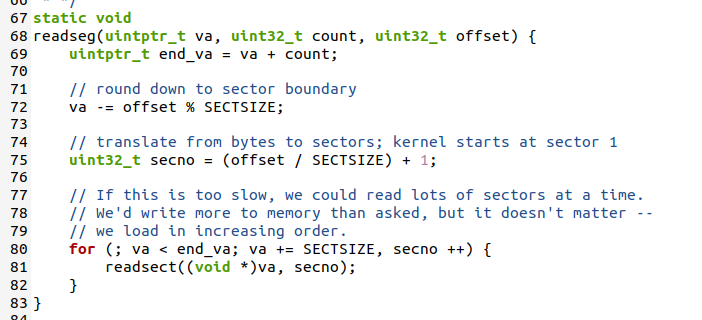 67 static void
68 readseg(uintptr_t va, uint32_t count, uint32_t offset) {
69     uintptr_t end_va = va + count;
70
71     // round down to sector boundary
72     va -= offset % SECTSIZE;
73
74     // translate from bytes to sectors; kernel starts at sector 1
75     uint32_t secno = (offset / SECTSIZE) + 1;
76
77     // If this is too slow, we could read lots of sectors at a time.
78     // We'd write more to memory than asked, but it doesn't matter --
79     // we load in increasing order.
80     for (; va < end_va; va += SECTSIZE, secno ++) {
81         readsect((void *)va, secno);
82     }
83 }